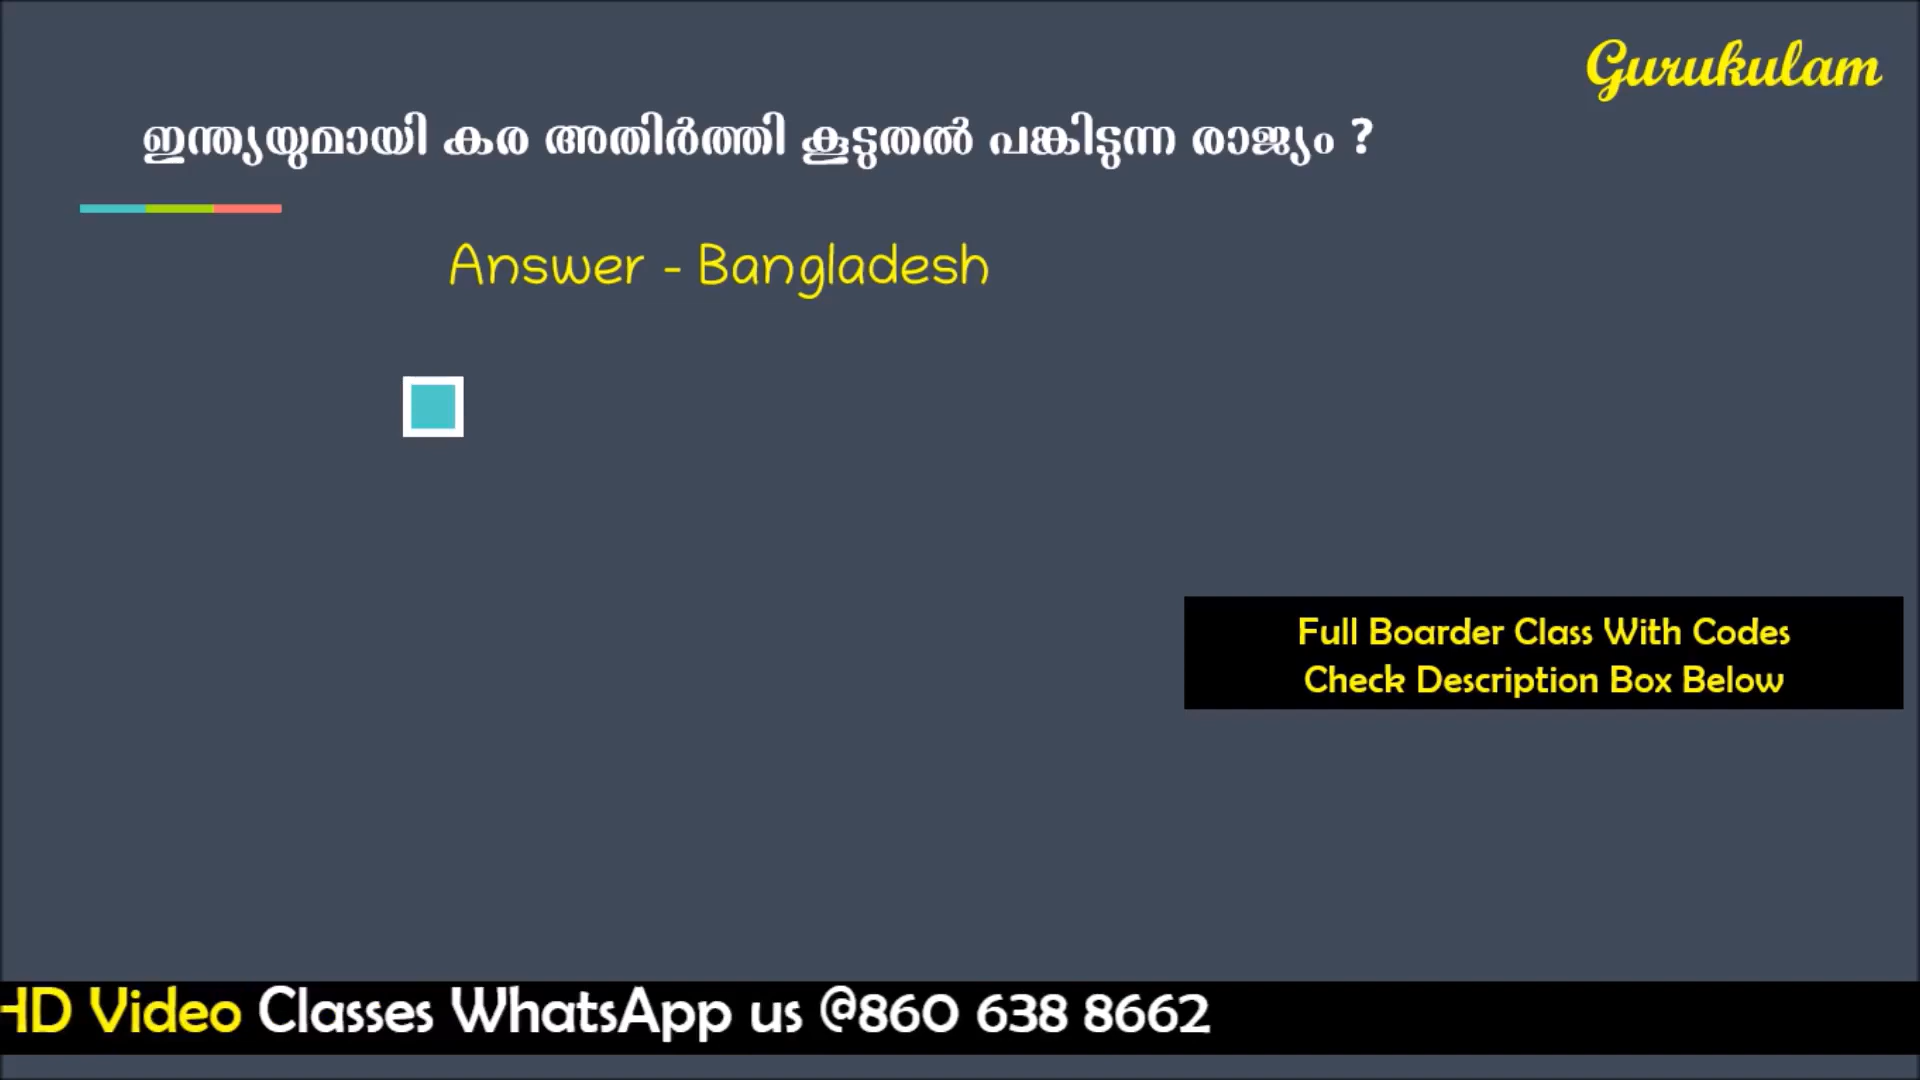 Gurukulam
ഇന്ത്യയുമായി കര അതിർത്തി കൂടുതൽ പങ്കിടുന്ന രാജ്യം ?
Answer - Bangladesh
Full Boarder Class With Codes
Check Description Box Below
HD Video Classes WhatsApp us @860 638 8662